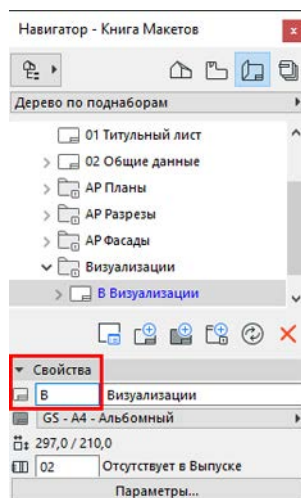 Навигатор - Книга Макетов
x
Дерево по поднаборам
01 Титульный лист
02 Общие данные
АР Планы
АР Разрезы
АР Фасады
Визуализации
В Визуализации
Свойства
В Визуализации
GS - A4 - Альбомный
297,0 / 210,0
02 Отсутствует в Выпуске
Параметры...